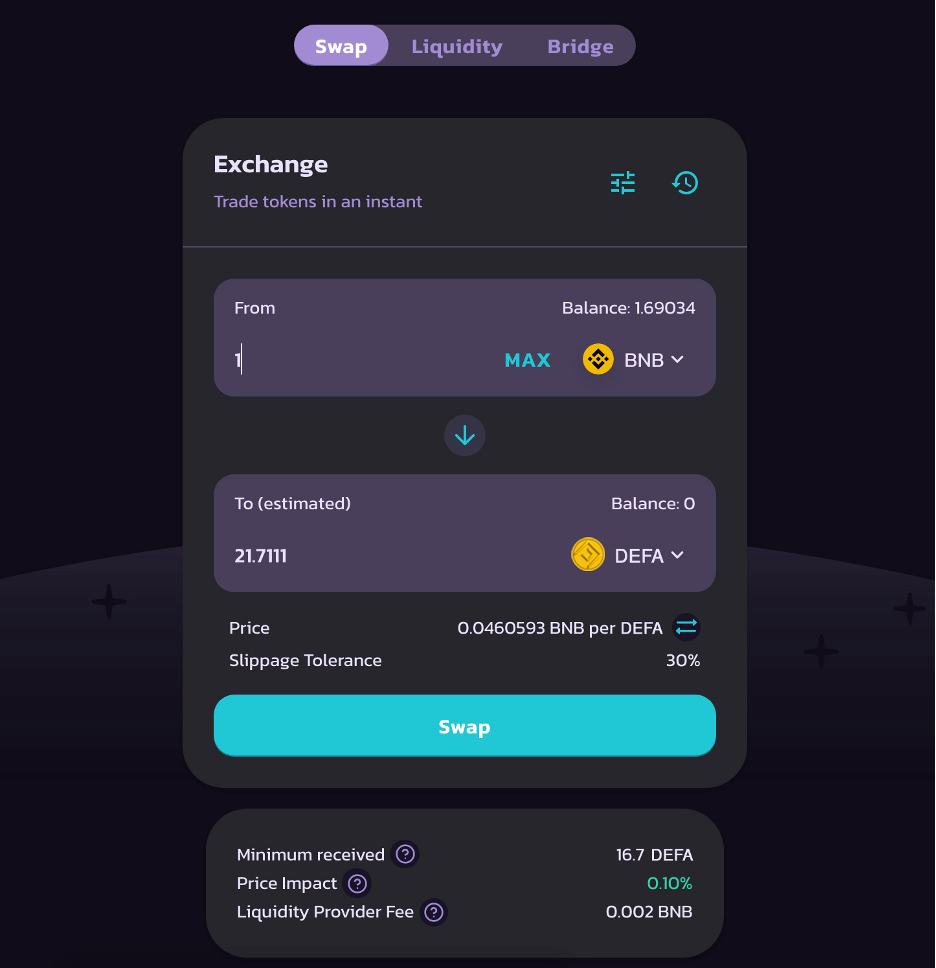 Swap Liquidity Bridge
Exchange
Trade tokens in an instant
From Balance: 1.69034
1 MAX BNB
To (estimated) Balance: 0
21.7111 DEFA
Price 0.0460593 BNB per DEFA
Slippage Tolerance 30%
Swap
Minimum received ? 16.7 DEFA
Price Impact ? 0.10%
Liquidity Provider Fee ? 0.002 BNB